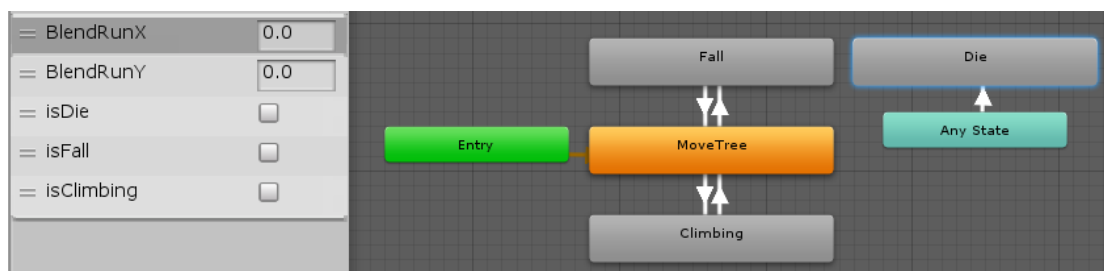 BlendRunX 0.0
BlendRunY 0.0
isDie
isFall
isClimbing
Fall
Die
Any State
Entry
MoveTree
Climbing